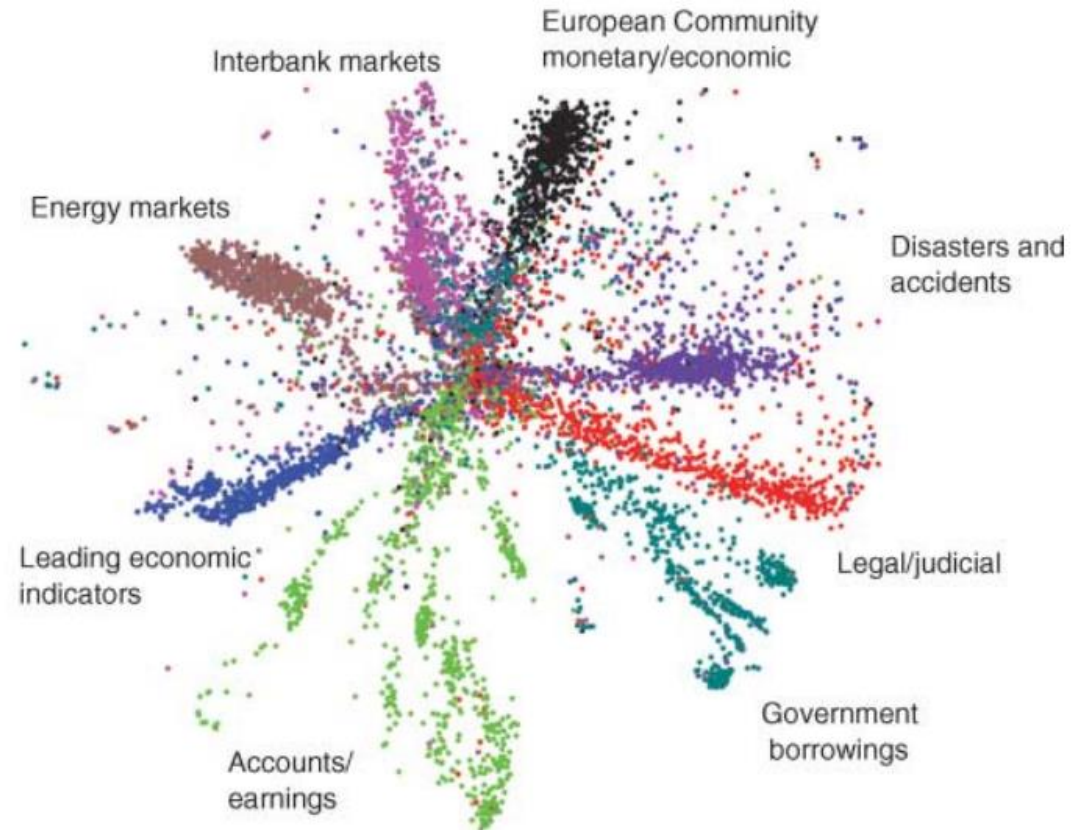 European Community
monetary/economic
Interbank markets
Energy markets
Disasters and
accidents
Leading economic
indicators
Legal/judicial
Government
borrowings
Accounts/
earnings